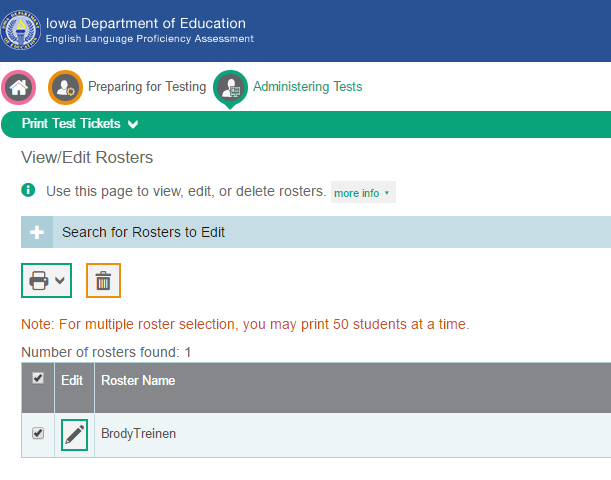 Iowa Department of Education
English Language Proficiency Assessment
Preparing for Testing
Administering Tests
Print Test Tickets
View/Edit Rosters
Use this page to view, edit, or delete rosters. more info
Search for Rosters to Edit
Note: For multiple roster selection, you may print 50 students at a time.
Number of rosters found: 1
Edit Roster Name
BrodyTreinen